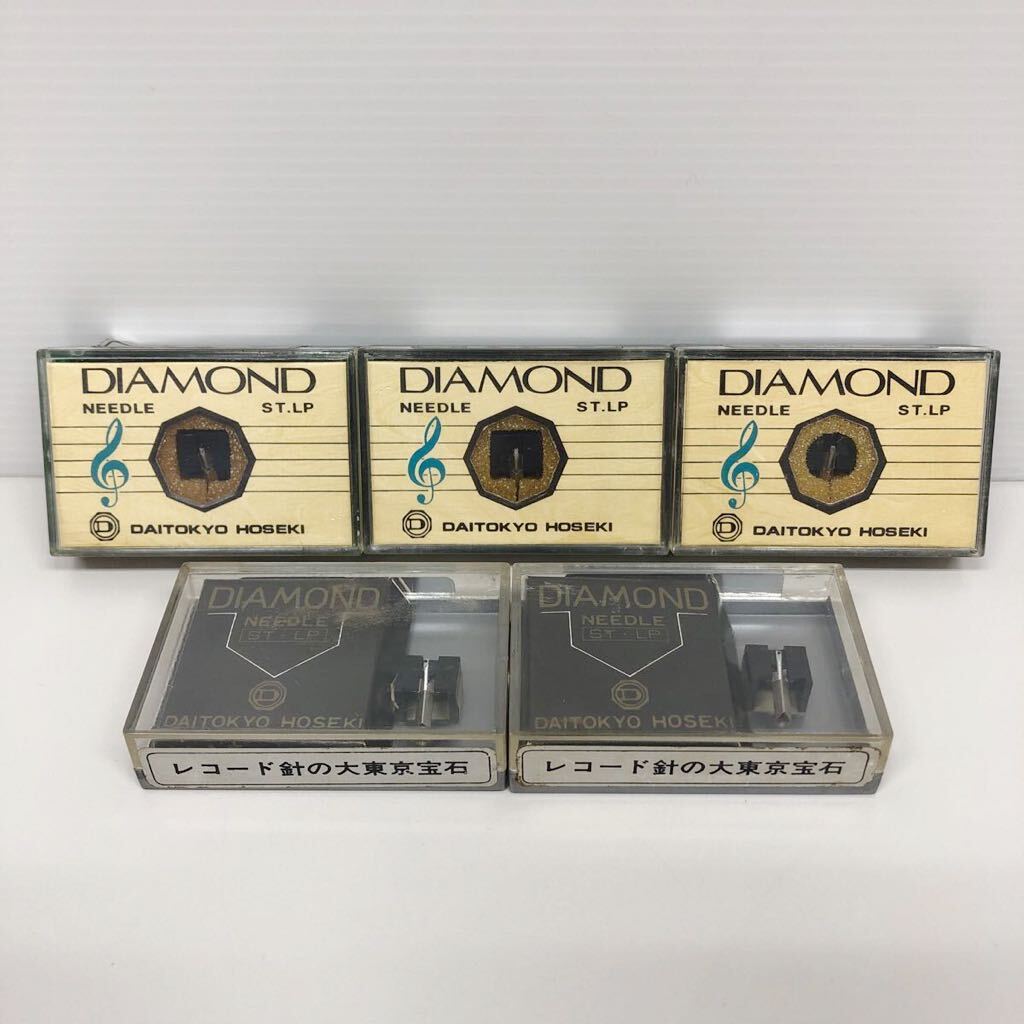 DIAMOND
NEEDLE ST.LP
D DAITOKYO HOSEKI
DIAMOND
NEEDLE ST.LP
D DAITOKYO HOSEKI
DIAMOND
NEEDLE ST.LP
D DAITOKYO HOSEKI
DIAMOND
NEEDLE
ST・LP
D
DAITOKYO HOSEKI
レコード針の大東京宝石
DIAMOND
NEEDLE
ST・LP
D
DAITOKYO HOSEKI
レコード針の大東京宝石